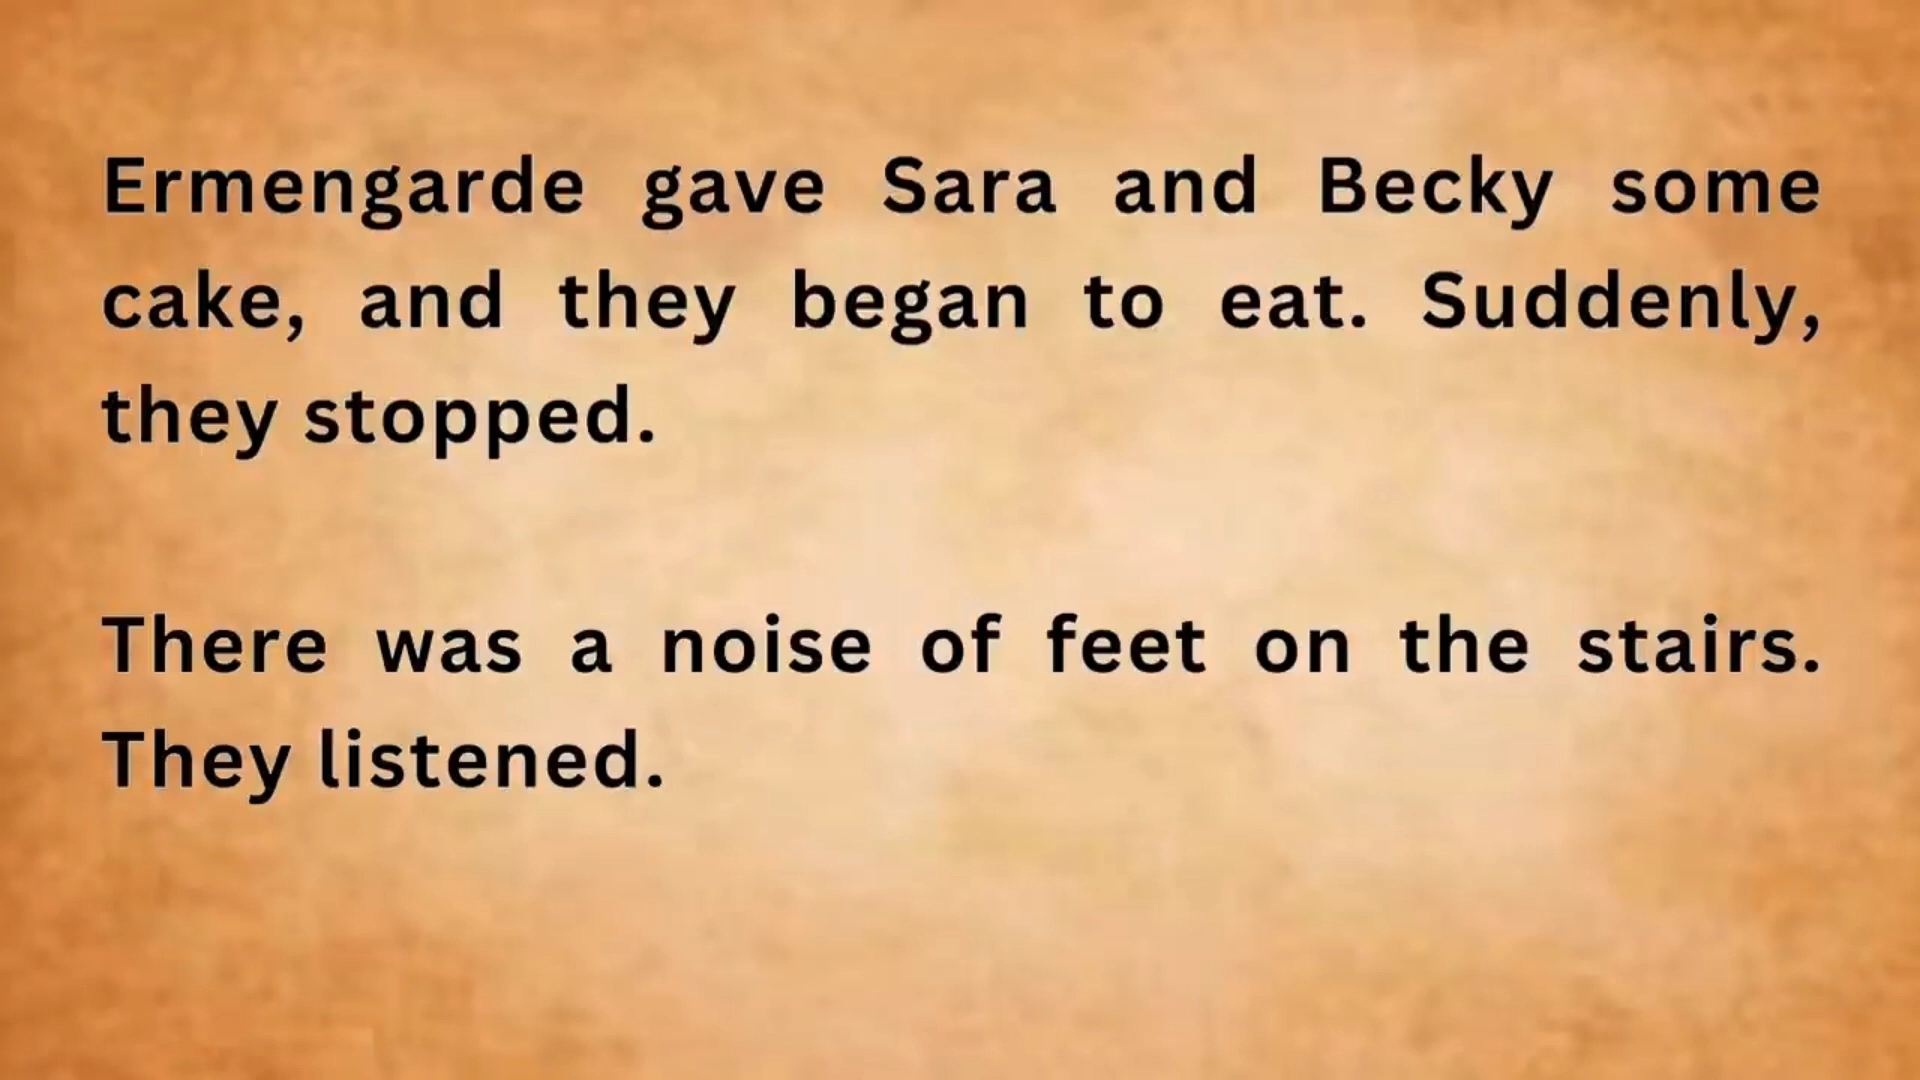 Ermengarde gave Sara and Becky some
cake, and they began to eat. Suddenly,
they stopped.
There was a noise of feet on the stairs.
They listened.